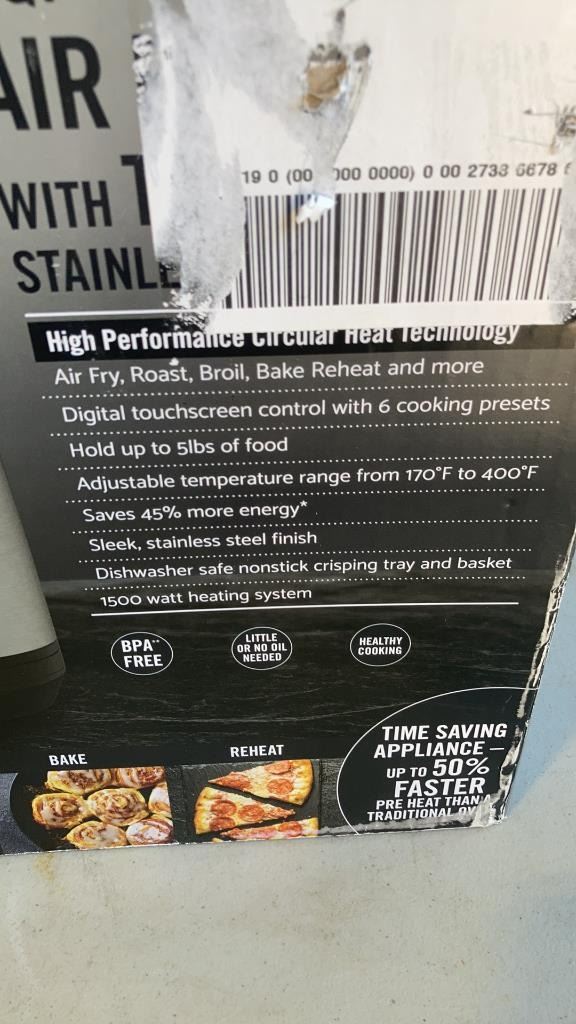 AIR
WITH
STAINLE
19 0 (00 000 0000) 0 00 2733 6678
High Performance Circular Heat Technology
Air Fry, Roast, Broil, Bake Reheat and more
Digital touchscreen control with 6 cooking presets
Hold up to 5lbs of food
Adjustable temperature range from 170°F to 400°F
Saves 45% more energy*
Sleek, stainless steel finish
Dishwasher safe nonstick crisping tray and basket
1500 watt heating system
BPA**
FREE
LITTLE
OR NO OIL
NEEDED
HEALTHY
COOKING
BAKE
REHEAT
TIME SAVING
APPLIANCE –
UP TO 50%
FASTER
PRE HEAT THAN A
TRADITIONAL OV